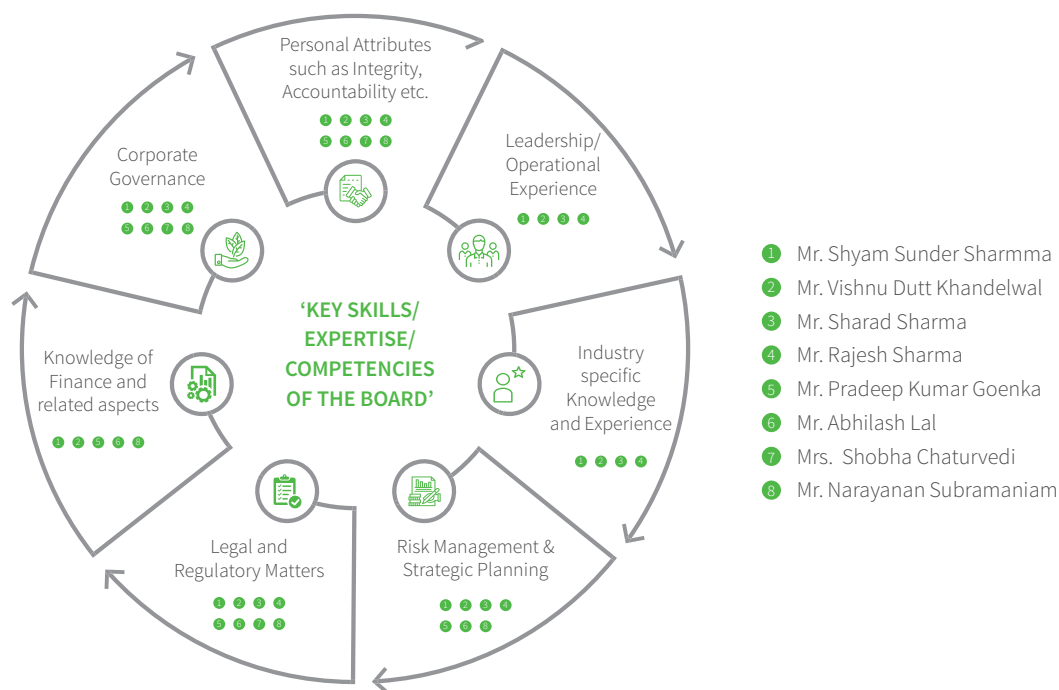 Personal Attributes
such as Integrity,
Accountability etc.
1 2 3 4
5 6 7 8
Leadership/
Operational
Experience
1 2 3 4
Industry
specific
Knowledge
and Experience
1 2 3 4
Risk Management &
Strategic Planning
1 2 3 4
5 6 8
Legal and
Regulatory Matters
1 2 3 4
5 6 7 8
Knowledge of
Finance and
related aspects
1 2 5 6 8
Corporate
Governance
1 2 3 4
5 6 7 8
‘KEY SKILLS/
EXPERTISE/
COMPETENCIES
OF THE BOARD’
1 Mr. Shyam Sunder Sharmma
2 Mr. Vishnu Dutt Khandelwal
3 Mr. Sharad Sharma
4 Mr. Rajesh Sharma
5 Mr. Pradeep Kumar Goenka
6 Mr. Abhilash Lal
7 Mrs. Shobha Chaturvedi
8 Mr. Narayanan Subramaniam